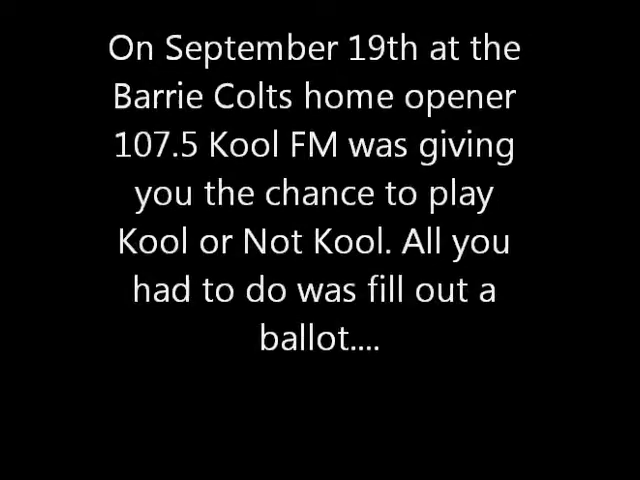 On September 19th at the
Barrie Colts home opener
107.5 Kool FM was giving
you the chance to play
Kool or Not Kool. All you
had to do was fill out a
ballot....